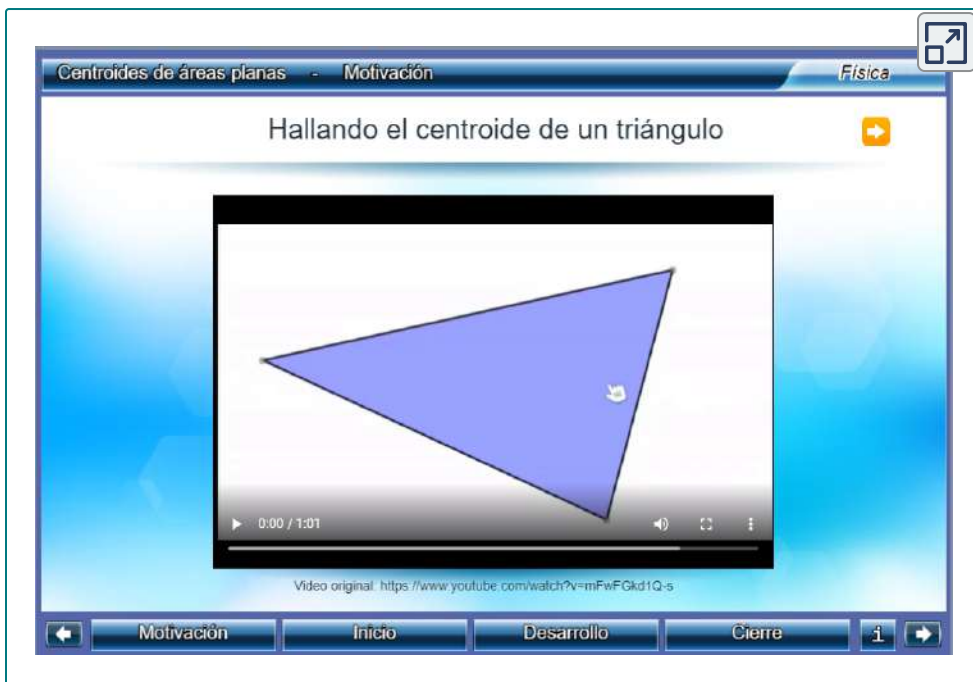 Centroides de áreas planas - Motivación Física
Hallando el centroide de un triángulo
0:00 / 1:01
Video original: https://www.youtube.com/watch?v=mFwFGkd1Q-s
Motivación Inicio Desarrollo Cierre i